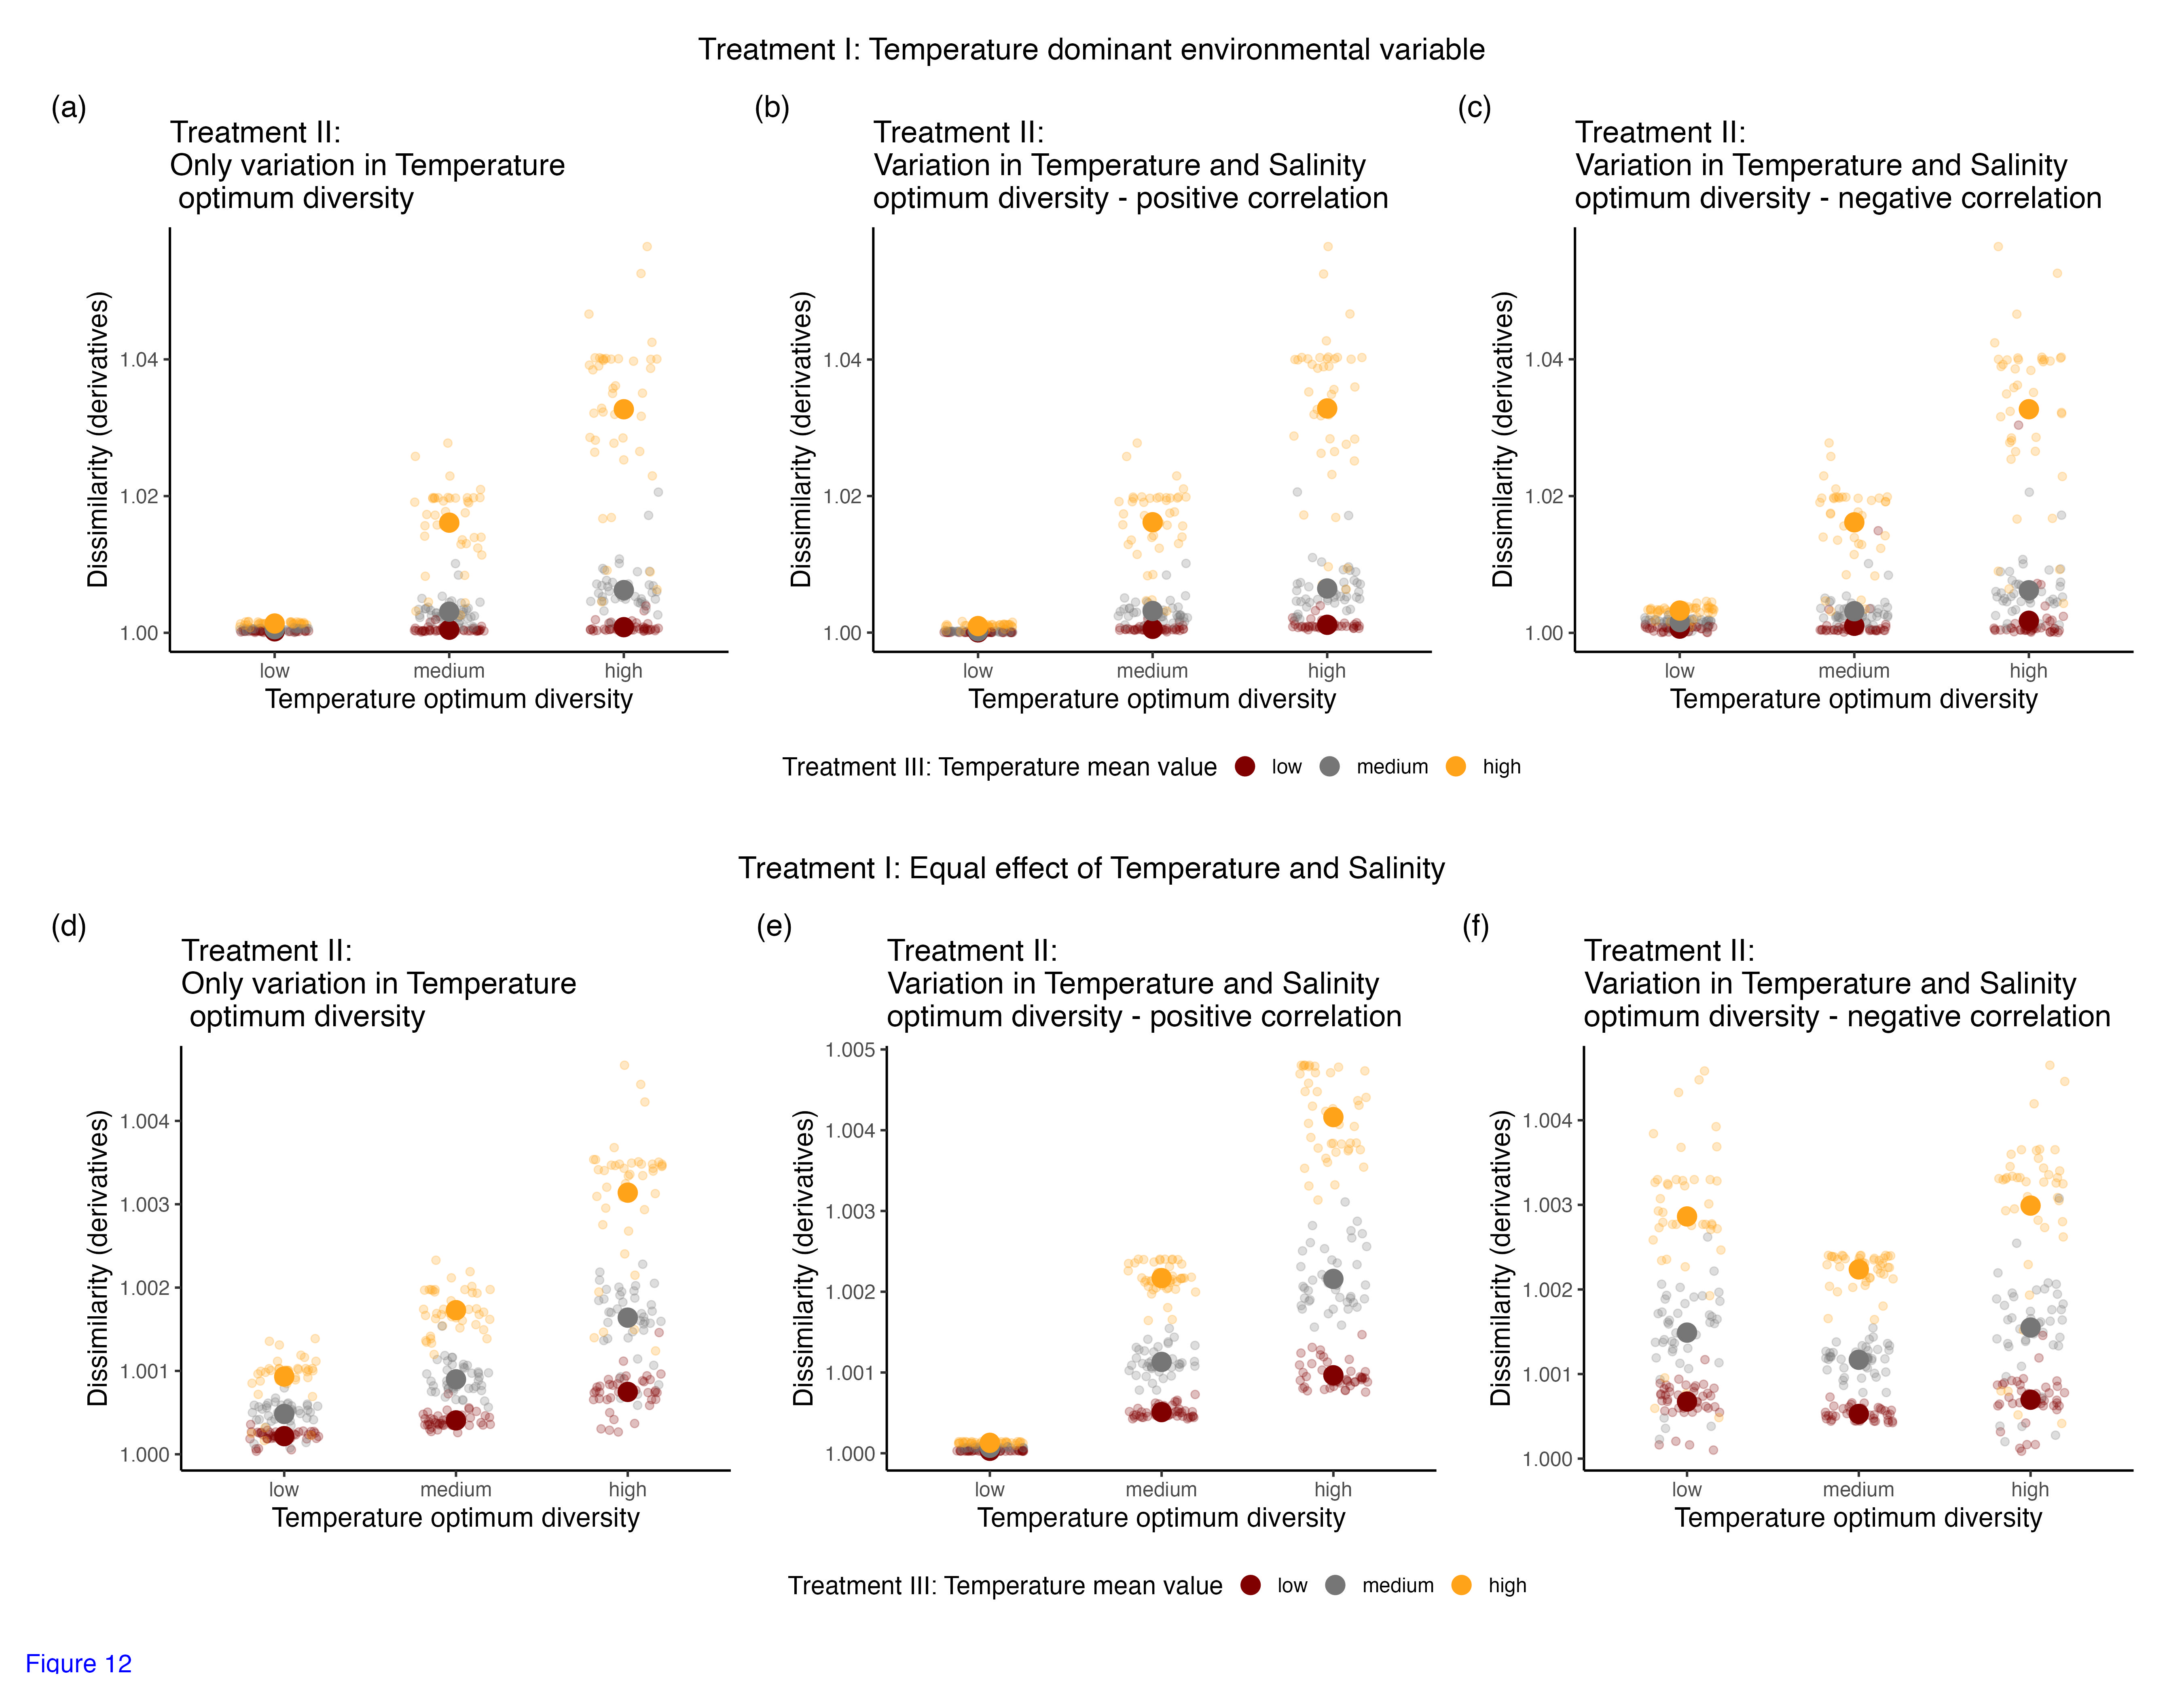 Treatment I: Temperature dominant environmental variable
(a)
Treatment II:
Only variation in Temperature
optimum diversity
Dissimilarity (derivatives)
1.04
1.02
1.00
low medium high
Temperature optimum diversity
(b)
Treatment II:
Variation in Temperature and Salinity
optimum diversity - positive correlation
Dissimilarity (derivatives)
1.04
1.02
1.00
low medium high
Temperature optimum diversity
(c)
Treatment II:
Variation in Temperature and Salinity
optimum diversity - negative correlation
Dissimilarity (derivatives)
1.04
1.02
1.00
low medium high
Temperature optimum diversity
Treatment III: Temperature mean value low medium high
Treatment I: Equal effect of Temperature and Salinity
(d)
Treatment II:
Only variation in Temperature
optimum diversity
Dissimilarity (derivatives)
1.004
1.003
1.002
1.001
1.000
low medium high
Temperature optimum diversity
(e)
Treatment II:
Variation in Temperature and Salinity
optimum diversity - positive correlation
Dissimilarity (derivatives)
1.005
1.004
1.003
1.002
1.001
1.000
low medium high
Temperature optimum diversity
(f)
Treatment II:
Variation in Temperature and Salinity
optimum diversity - negative correlation
Dissimilarity (derivatives)
1.004
1.003
1.002
1.001
1.000
low medium high
Temperature optimum diversity
Treatment III: Temperature mean value low medium high
Figure 12